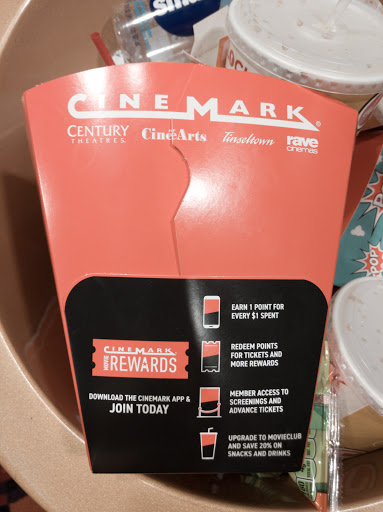 CINEMARK
CENTURY THEATRES CinéArts Tinseltown rave cinemas
EARN 1 POINT FOR
EVERY $1 SPENT
CINEMARK
MOVIE REWARDS
REDEEM POINTS
FOR TICKETS AND
MORE REWARDS
DOWNLOAD THE CINEMARK APP &
JOIN TODAY
MEMBER ACCESS TO
SCREENINGS AND
ADVANCE TICKETS
UPGRADE TO MOVIECLUB
AND SAVE 20% ON
SNACKS AND DRINKS
POP!